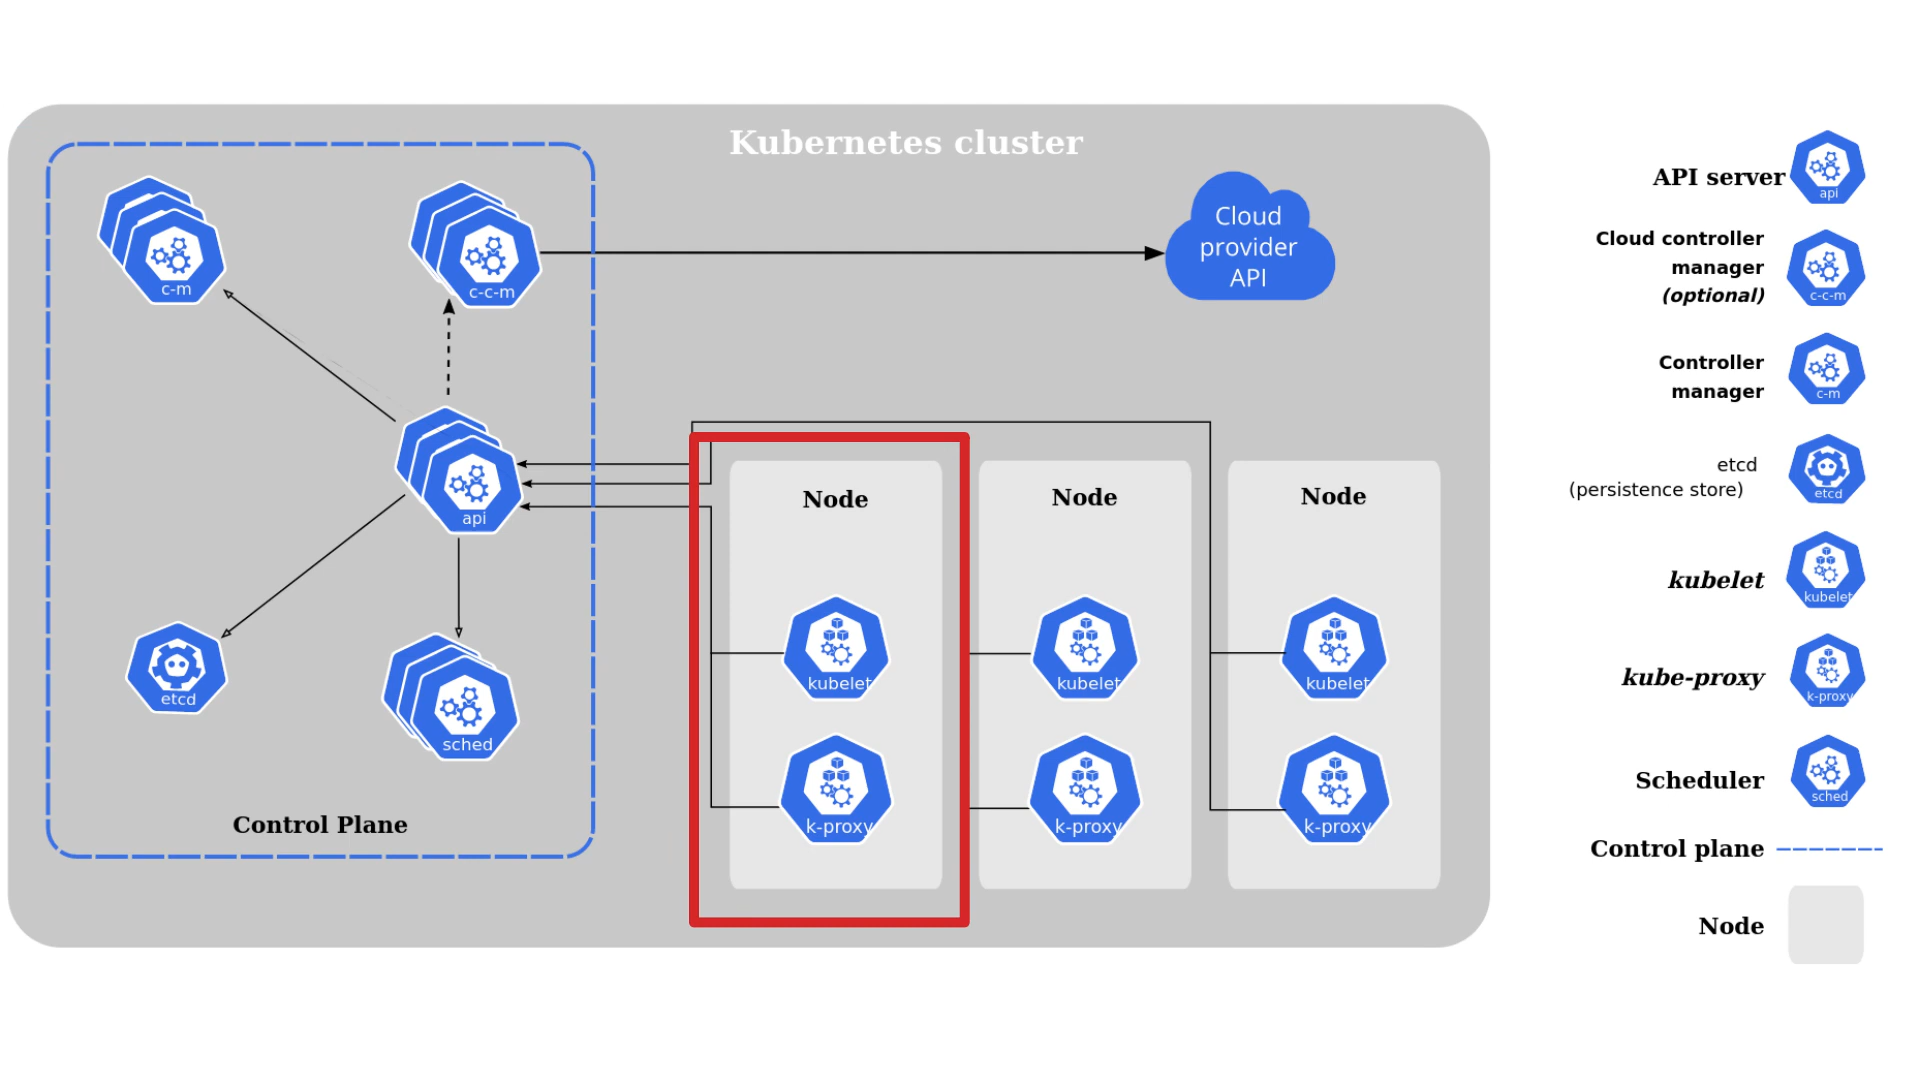 Kubernetes cluster
c-m
c-c-m
Cloud
provider
API
api
etcd
sched
Control Plane
Node
kubelet
k-proxy
Node
kubelet
k-proxy
Node
kubelet
k-proxy
API server
api
Cloud controller
manager
(optional)
c-c-m
Controller
manager
c-m
etcd
(persistence store)
etcd
kubelet
kubelet
kube-proxy
k-proxy
Scheduler
sched
Control plane
Node